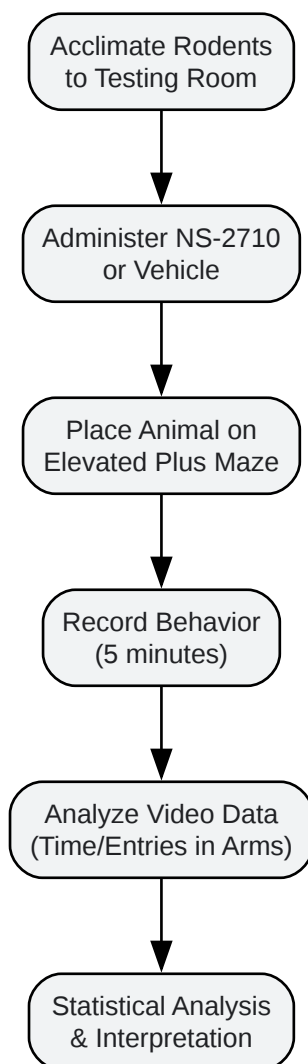 Acclimate Rodents
to Testing Room
Administer NS-2710
or Vehicle
Place Animal on
Elevated Plus Maze
Record Behavior
(5 minutes)
Analyze Video Data
(Time/Entries in Arms)
Statistical Analysis
& Interpretation